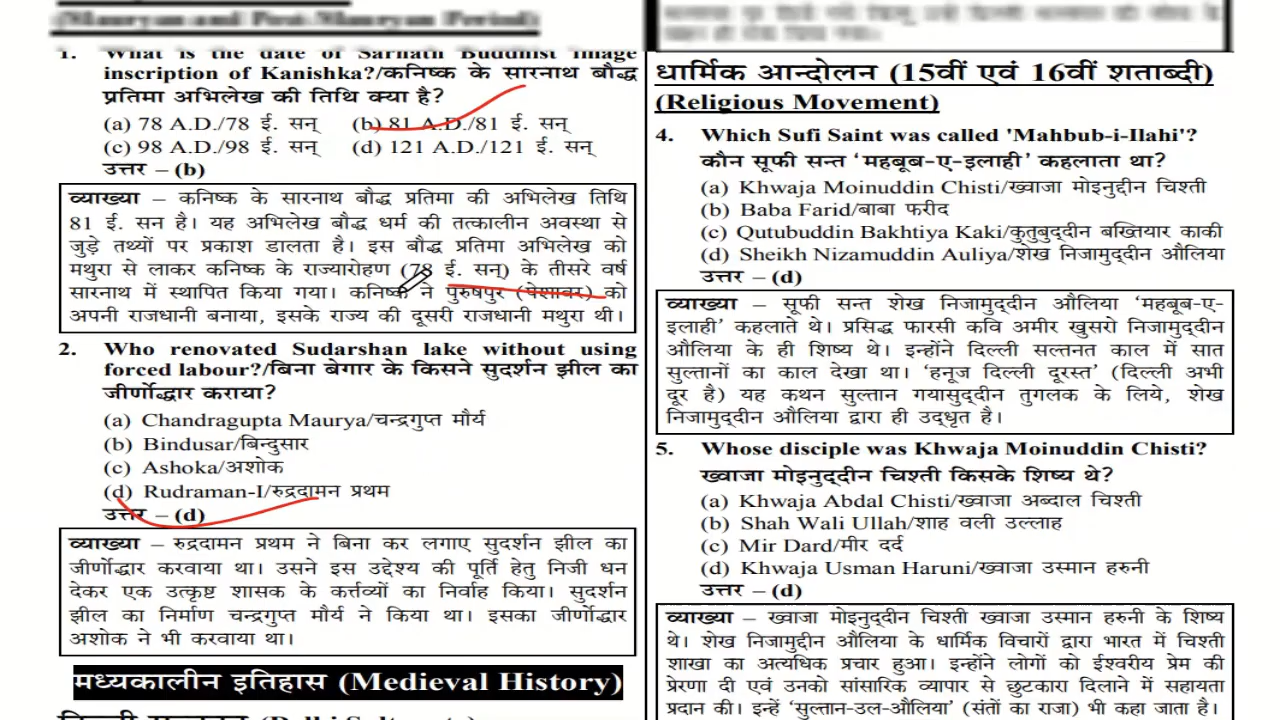 (Mauryan and Post-Mauryan Period)
1. What is the date of Sarnath Buddhist image
inscription of Kanishka?/कनिष्क के सारनाथ बौद्ध
प्रतिमा अभिलेख की तिथि क्या है?
(a) 78 A.D./78 ई. सन् (b) 81 A.D./81 ई. सन्
(c) 98 A.D./98 ई. सन् (d) 121 A.D./121 ई. सन्
उत्तर – (b)
व्याख्या – कनिष्क के सारनाथ बौद्ध प्रतिमा की अभिलेख तिथि
81 ई. सन है। यह अभिलेख बौद्ध धर्म की तत्कालीन अवस्था से
जुड़े तथ्यों पर प्रकाश डालता है। इस बौद्ध प्रतिमा अभिलेख को
मथुरा से लाकर कनिष्क के राज्यारोहण (78 ई. सन्) के तीसरे वर्ष
सारनाथ में स्थापित किया गया। कनिष्क ने पुरुषपुर (पेशावर) को
अपनी राजधानी बनाया, इसके राज्य की दूसरी राजधानी मथुरा थी।
2. Who renovated Sudarshan lake without using
forced labour?/बिना बेगार के किसने सुदर्शन झील का
जीर्णोद्धार कराया?
(a) Chandragupta Maurya/चन्द्रगुप्त मौर्य
(b) Bindusar/बिन्दुसार
(c) Ashoka/अशोक
(d) Rudraman-I/रुद्रदामन प्रथम
उत्तर – (d)
व्याख्या – रुद्रदामन प्रथम ने बिना कर लगाए सुदर्शन झील का
जीर्णोद्धार करवाया था। उसने इस उद्देश्य की पूर्ति हेतु निजी धन
देकर एक उत्कृष्ट शासक के कर्त्तव्यों का निर्वाह किया। सुदर्शन
झील का निर्माण चन्द्रगुप्त मौर्य ने किया था। इसका जीर्णोद्धार
अशोक ने भी करवाया था।
मध्यकालीन इतिहास (Medieval History)
धार्मिक आन्दोलन (15वीं एवं 16वीं शताब्दी)
(Religious Movement)
4. Which Sufi Saint was called 'Mahbub-i-Ilahi'?
कौन सूफी सन्त ‘महबूब-ए-इलाही’ कहलाता था?
(a) Khwaja Moinuddin Chisti/ख्वाजा मोइनुद्दीन चिश्ती
(b) Baba Farid/बाबा फरीद
(c) Qutubuddin Bakhtiya Kaki/कुतुबुद्दीन बख्तियार काकी
(d) Sheikh Nizamuddin Auliya/शेख निजामुद्दीन औलिया
उत्तर – (d)
व्याख्या – सूफी सन्त शेख निजामुद्दीन औलिया ‘महबूब-ए-
इलाही’ कहलाते थे। प्रसिद्ध फारसी कवि अमीर खुसरो निजामुद्दीन
औलिया के ही शिष्य थे। इन्होंने दिल्ली सल्तनत काल में सात
सुल्तानों का काल देखा था। ‘हनूज दिल्ली दूरस्त’ (दिल्ली अभी
दूर है) यह कथन सुल्तान गयासुद्दीन तुगलक के लिये, शेख
निजामुद्दीन औलिया द्वारा ही उद्धृत है।
5. Whose disciple was Khwaja Moinuddin Chisti?
ख्वाजा मोइनुद्दीन चिश्ती किसके शिष्य थे?
(a) Khwaja Abdal Chisti/ख्वाजा अब्दाल चिश्ती
(b) Shah Wali Ullah/शाह वली उल्लाह
(c) Mir Dard/मीर दर्द
(d) Khwaja Usman Haruni/ख्वाजा उस्मान हरुनी
उत्तर – (d)
व्याख्या – ख्वाजा मोइनुद्दीन चिश्ती ख्वाजा उस्मान हरुनी के शिष्य
थे। शेख निजामुद्दीन औलिया के धार्मिक विचारों द्वारा भारत में चिश्ती
शाखा का अत्यधिक प्रचार हुआ। इन्होंने लोगों को ईश्वरीय प्रेम की
प्रेरणा दी एवं उनको सांसारिक व्यापार से छुटकारा दिलाने में सहायता
प्रदान की। इन्हें ‘सुल्तान-उल-औलिया’ (संतों का राजा) भी कहा जाता है।